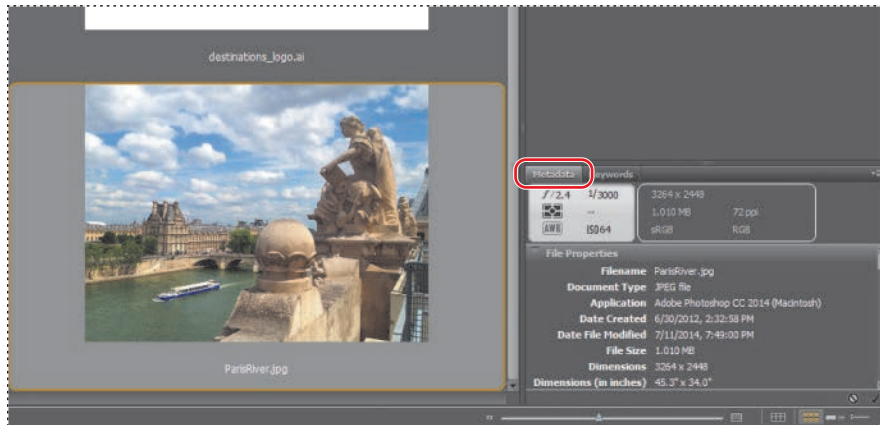 destinations_logo.ai
ParisRiver.jpg
Metadata Keywords
f/2.4 1/3000
--
AWB ISO64
3264 x 2448
1.010 MB 72 ppi
sRGB RGB
File Properties
Filename ParisRiver.jpg
Document Type JPEG file
Application Adobe Photoshop CC 2014 (Macintosh)
Date Created 6/30/2012, 2:32:58 PM
Date File Modified 7/11/2014, 7:49:00 PM
File Size 1.010 MB
Dimensions 3264 x 2448
Dimensions (in inches) 45.3" x 34.0"